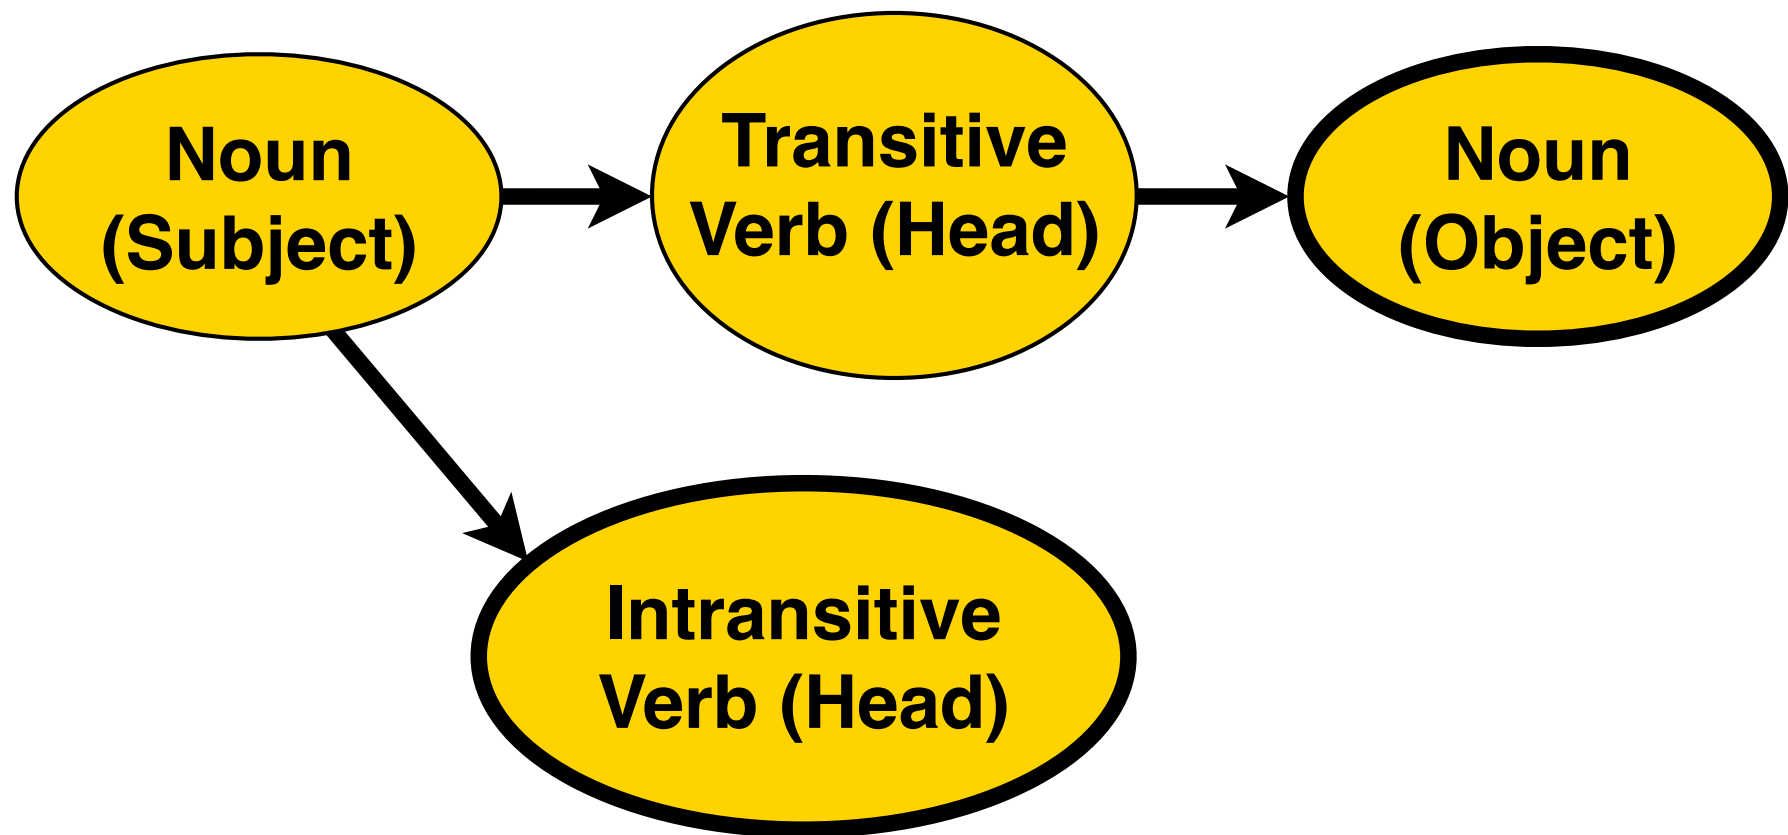 Noun
(Subject)
Transitive
Verb (Head)
Noun
(Object)
Intransitive
Verb (Head)